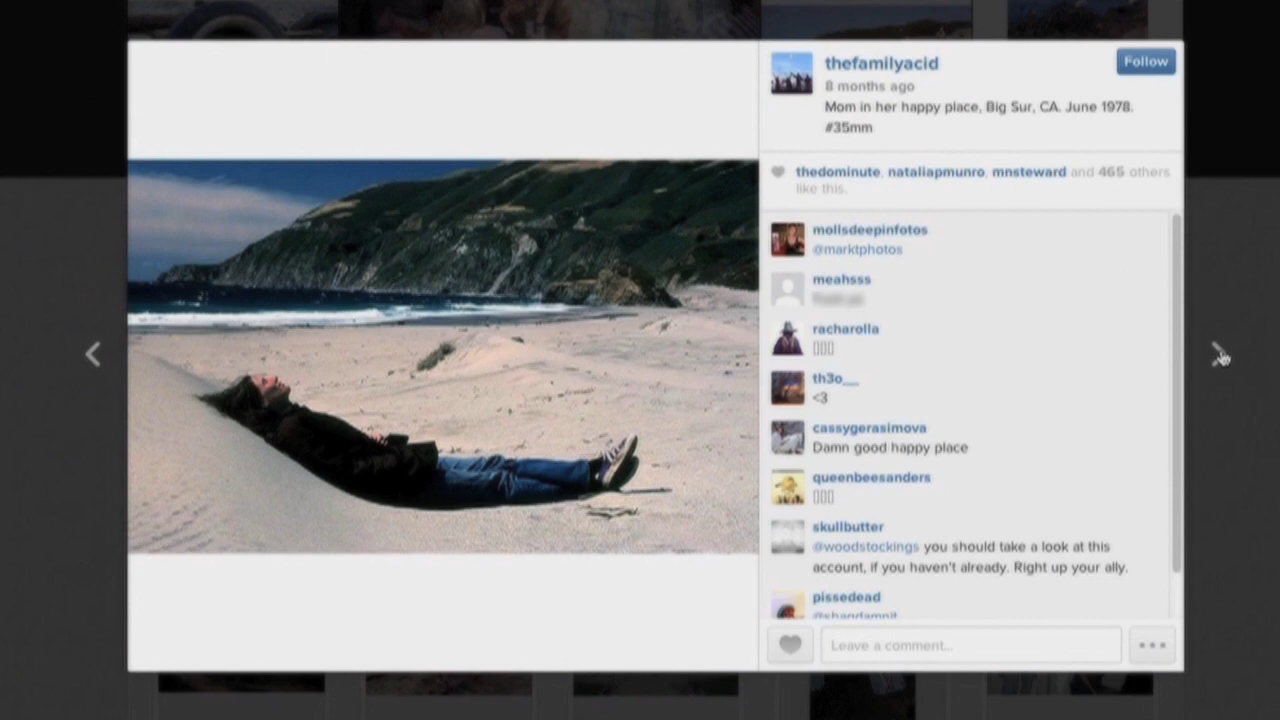 thefamilyacid
Follow
8 months ago
Mom in her happy place, Big Sur, CA. June 1978.
#35mm
thedominute, nataliapmunro, mnsteward and 465 others
like this.
mollsdeepinfotos
@marktphotos
meahsss
racharolla
th3o__
<3
cassygerasimova
Damn good happy place
queenbeesanders
skullbutter
@woodstockings you should take a look at this
account, if you haven't already. Right up your ally.
pissedead
@shandamnit
Leave a comment...